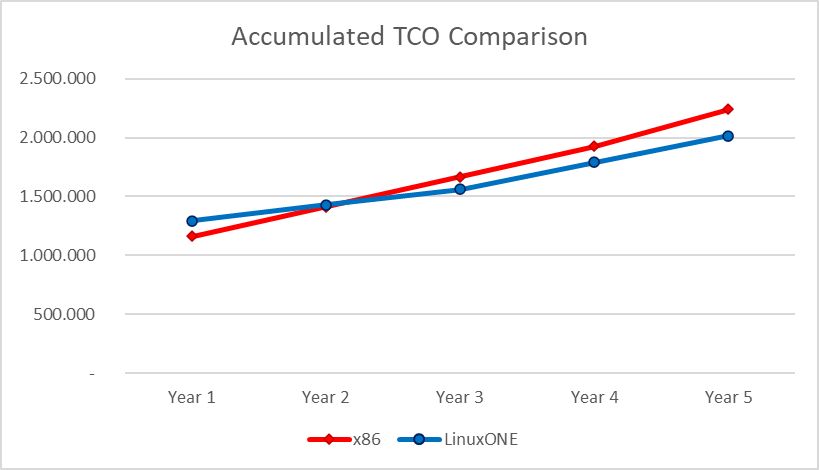 Accumulated TCO Comparison
2.500.000
2.000.000
1.500.000
1.000.000
500.000
-
Year 1 Year 2 Year 3 Year 4 Year 5
x86 LinuxONE